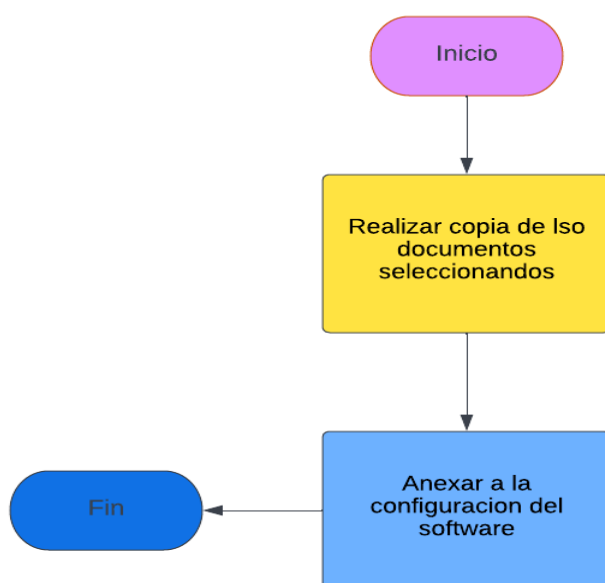 Inicio
Realizar copia de lso
documentos
seleccionandos
Anexar a la
configuracion del
software
Fin